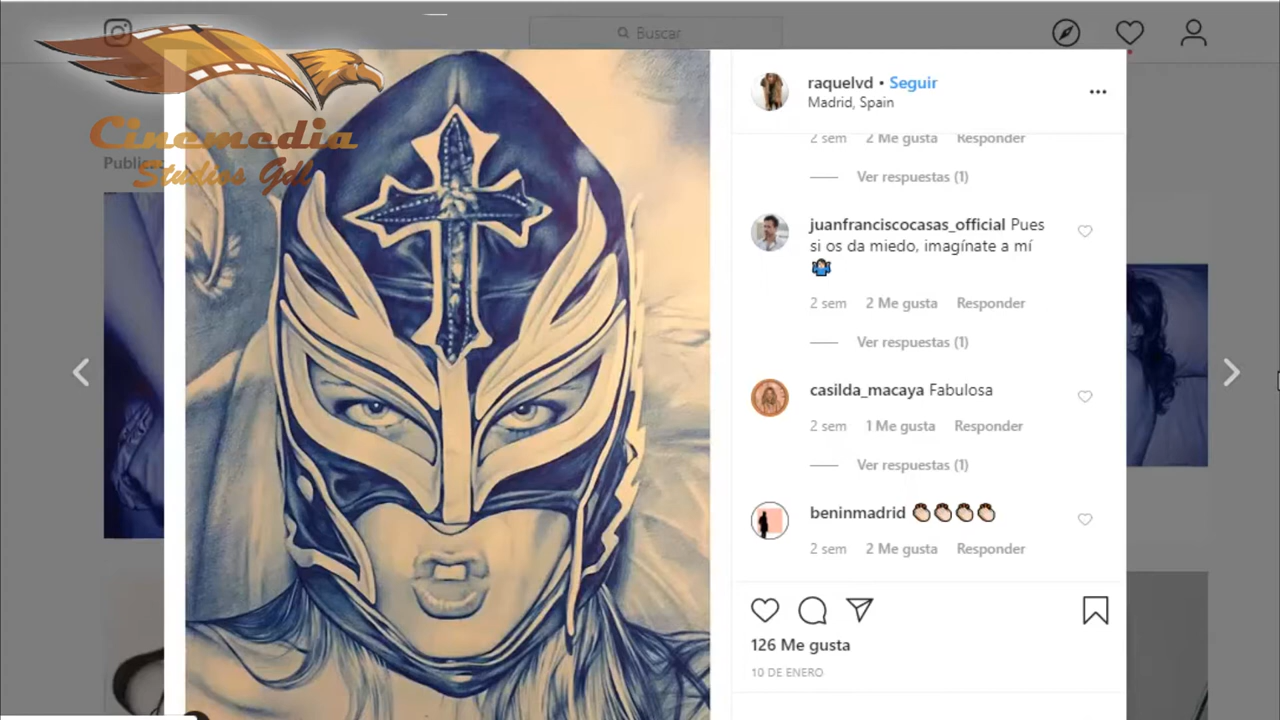 Buscar
Cinemedia
Studios Gdl
raquelvd • Seguir
Madrid, Spain
2 sem 2 Me gusta Responder
Ver respuestas (1)
juanfranciscocasas_official Pues
si os da miedo, imagínate a mí
2 sem 2 Me gusta Responder
Ver respuestas (1)
casilda_macaya Fabulosa
2 sem 1 Me gusta Responder
Ver respuestas (1)
beninmadrid
2 sem 2 Me gusta Responder
126 Me gusta
10 DE ENERO